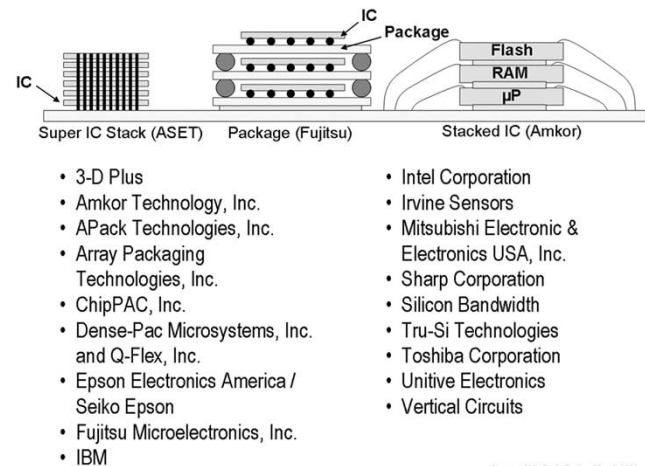 IC
Package
IC
Flash
RAM
µP
Super IC Stack (ASET)
Package (Fujitsu)
Stacked IC (Amkor)
• 3-D Plus
• Amkor Technology, Inc.
• APack Technologies, Inc.
• Array Packaging
Technologies, Inc.
• ChipPAC, Inc.
• Dense-Pac Microsystems, Inc.
and Q-Flex, Inc.
• Epson Electronics America /
Seiko Epson
• Fujitsu Microelectronics, Inc.
• IBM
• Intel Corporation
• Irvine Sensors
• Mitsubishi Electronic &
Electronics USA, Inc.
• Sharp Corporation
• Silicon Bandwidth
• Tru-Si Technologies
• Toshiba Corporation
• Unitive Electronics
• Vertical Circuits